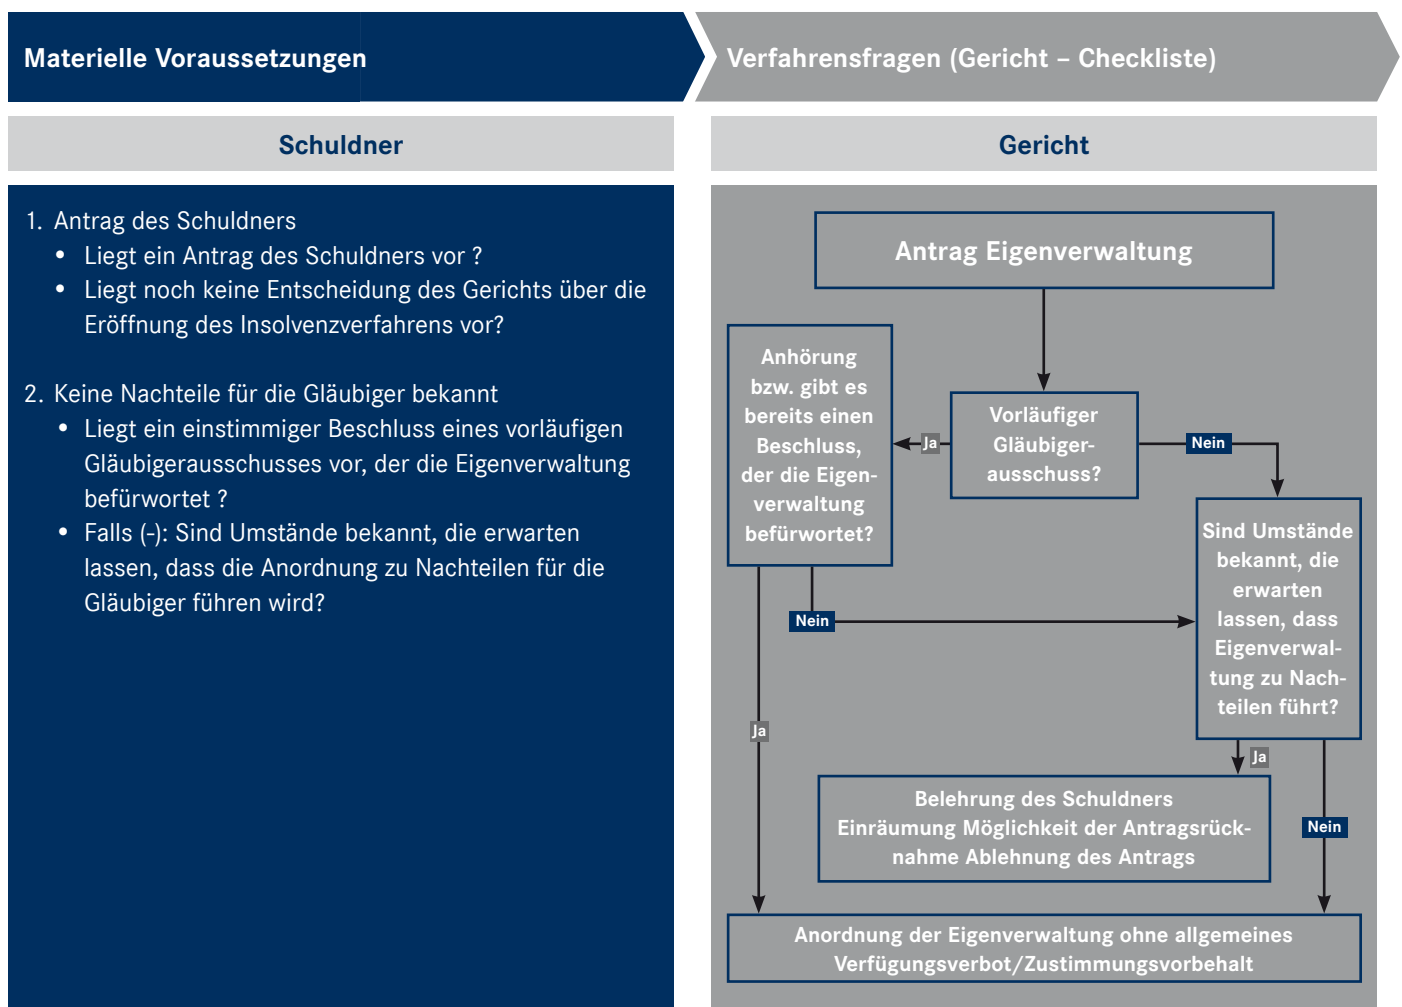 Materielle Voraussetzungen
Verfahrensfragen (Gericht – Checkliste)
Schuldner
1. Antrag des Schuldners
• Liegt ein Antrag des Schuldners vor ?
• Liegt noch keine Entscheidung des Gerichts über die
Eröffnung des Insolvenzverfahrens vor?
2. Keine Nachteile für die Gläubiger bekannt
• Liegt ein einstimmiger Beschluss eines vorläufigen
Gläubigerausschusses vor, der die Eigenverwaltung
befürwortet ?
• Falls (-): Sind Umstände bekannt, die erwarten
lassen, dass die Anordnung zu Nachteilen für die
Gläubiger führen wird?
Gericht
Antrag Eigenverwaltung
Vorläufiger
Gläubiger-
ausschuss?
Ja
Nein
Anhörung
bzw. gibt es
bereits einen
Beschluss,
der die Eigen-
verwaltung
befürwortet?
Nein
Ja
Sind Umstände
bekannt, die
erwarten
lassen, dass
Eigenverwal-
tung zu Nach-
teilen führt?
Ja
Nein
Belehrung des Schuldners
Einräumung Möglichkeit der Antragsrück-
nahme Ablehnung des Antrags
Anordnung der Eigenverwaltung ohne allgemeines
Verfügungsverbot/Zustimmungsvorbehalt